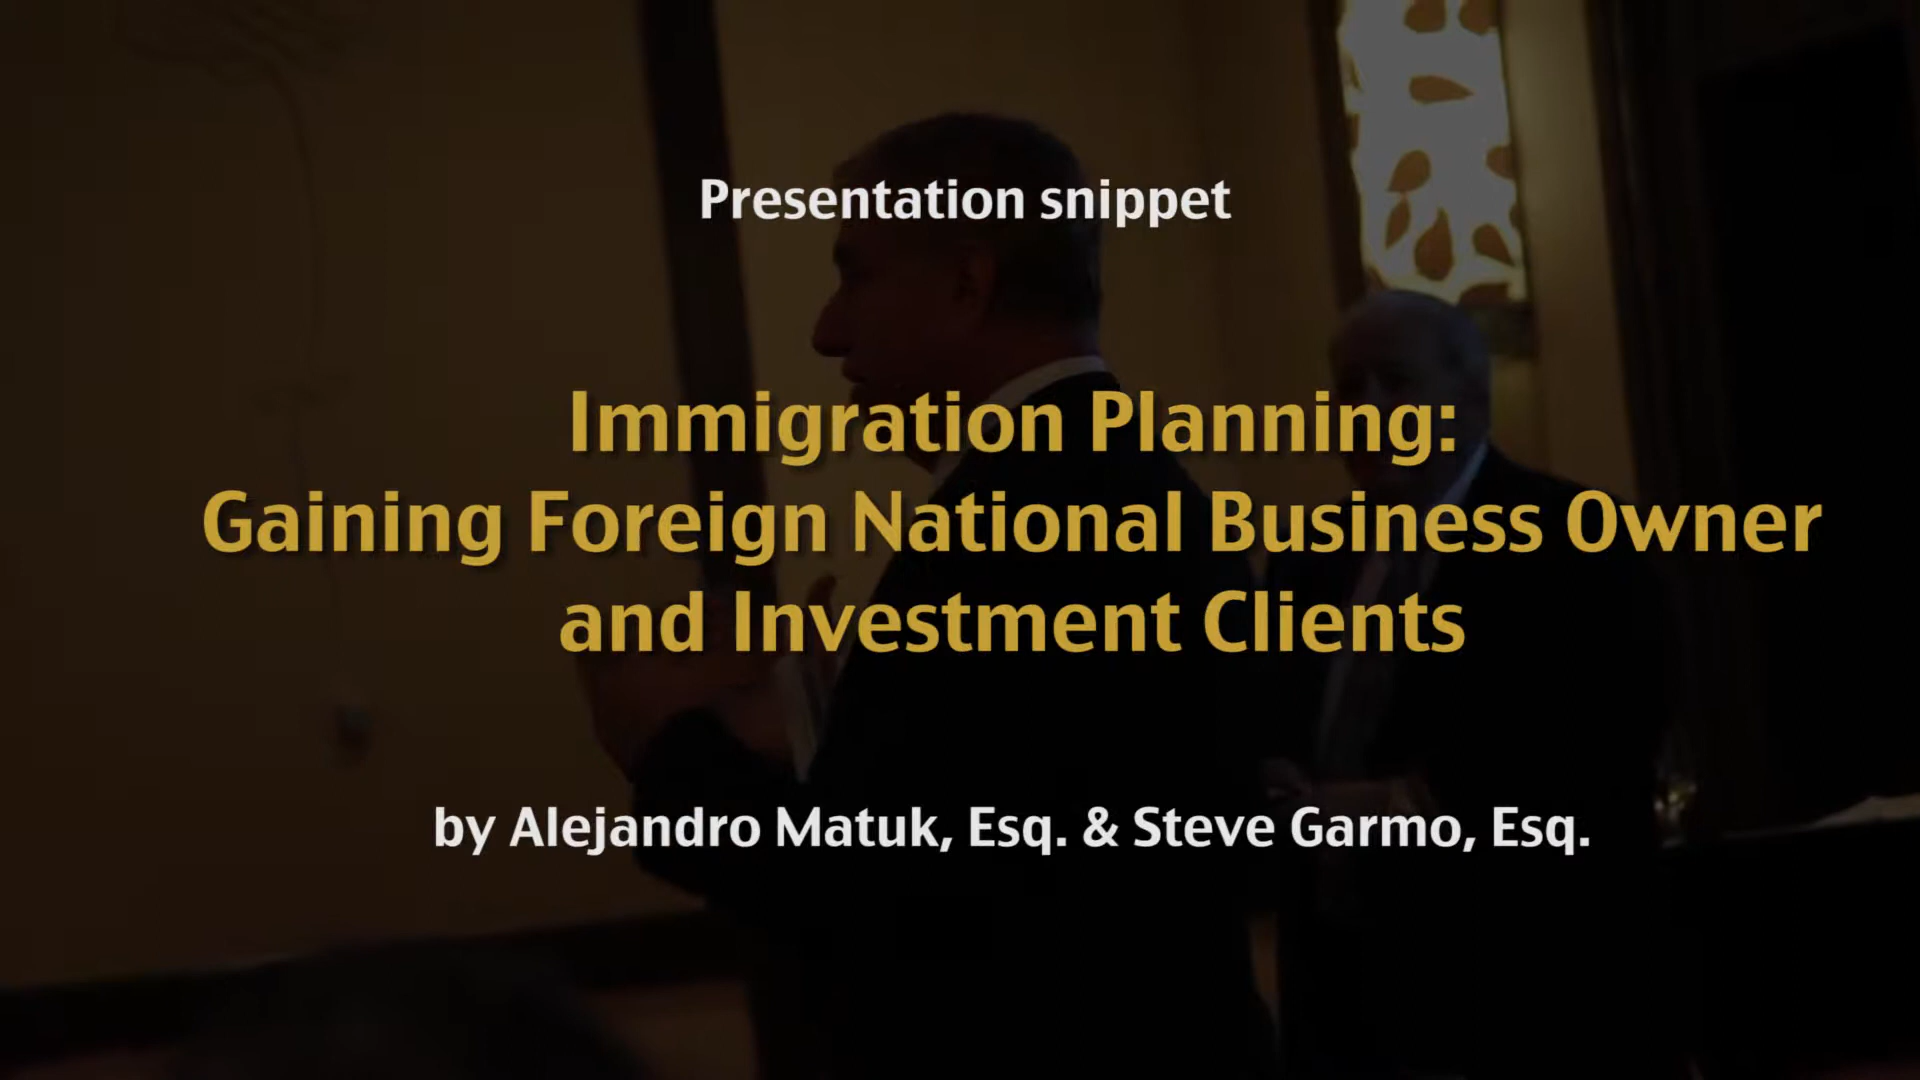 Presentation snippet
Immigration Planning:
Gaining Foreign National Business Owner
and Investment Clients
by Alejandro Matuk, Esq. & Steve Garmo, Esq.